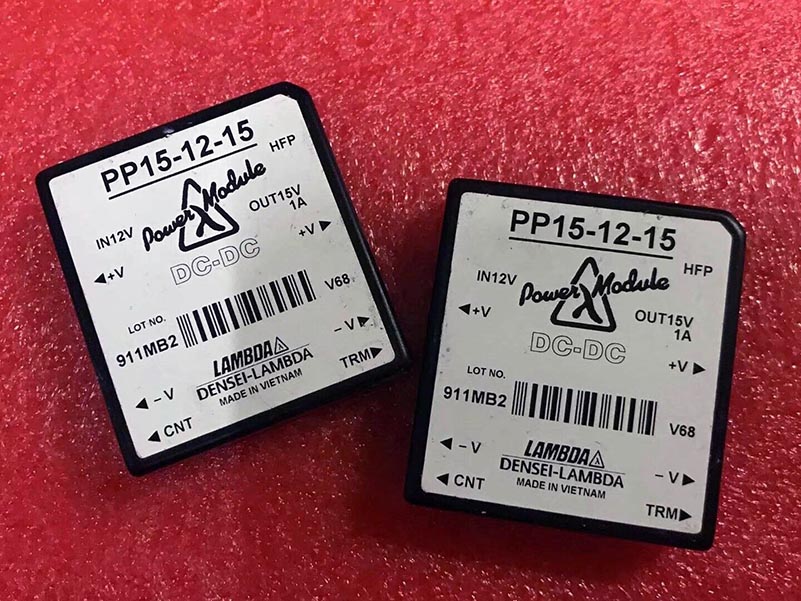 PP15-12-15
HFP
Power Module
IN12V
OUT15V
1A
+V
+V
DC-DC
V68
LOT NO.
911MB2
-V
LAMBDA
DENSEI-LAMBDA
TRM
MADE IN VIETNAM
-V
CNT
PP15-12-15
HFP
IN12V
Power Module
+V
OUT15V
1A
DC-DC
+V
LOT NO.
911MB2
V68
-V
LAMBDA
DENSEI-LAMBDA
-V
CNT
MADE IN VIETNAM
TRM